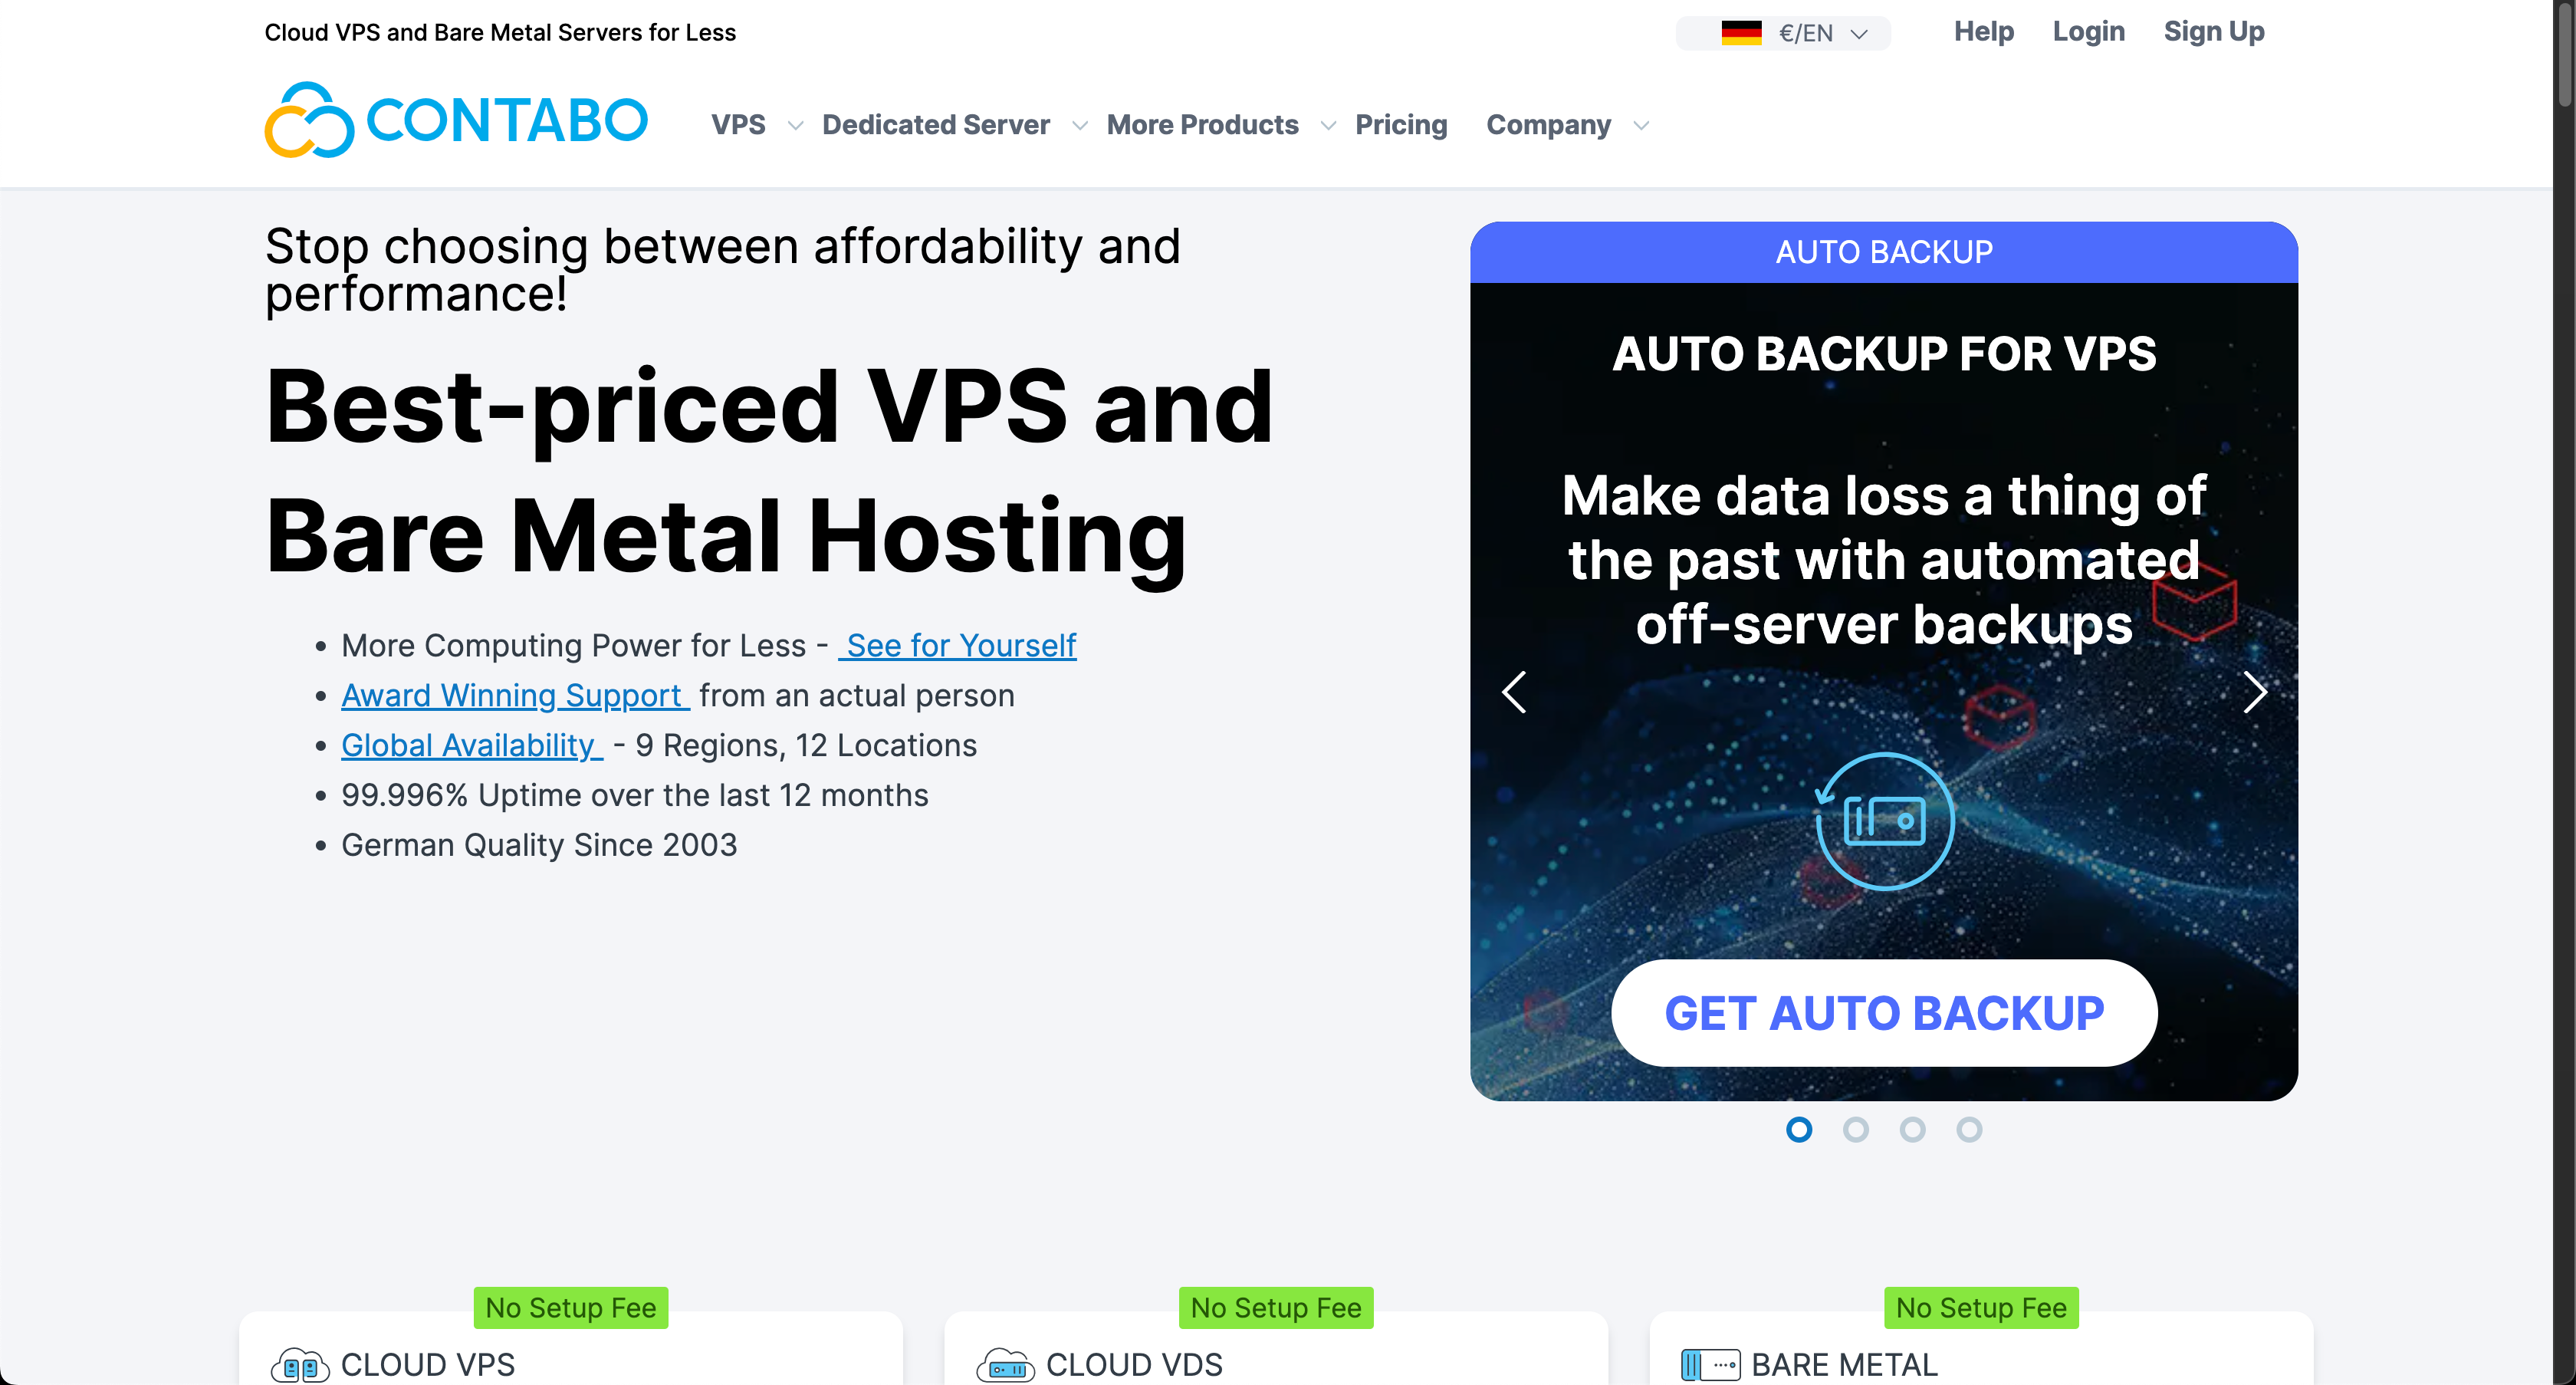 Cloud VPS and Bare Metal Servers for Less
€/EN
Help
Login
Sign Up
CONTABO
VPS
Dedicated Server
More Products
Pricing
Company
Stop choosing between affordability and
performance!
Best-priced VPS and
Bare Metal Hosting
More Computing Power for Less - See for Yourself
Award Winning Support from an actual person
Global Availability - 9 Regions, 12 Locations
99.996% Uptime over the last 12 months
German Quality Since 2003
AUTO BACKUP
AUTO BACKUP FOR VPS
Make data loss a thing of
the past with automated
off-server backups
GET AUTO BACKUP
No Setup Fee
CLOUD VPS
No Setup Fee
CLOUD VDS
No Setup Fee
BARE METAL